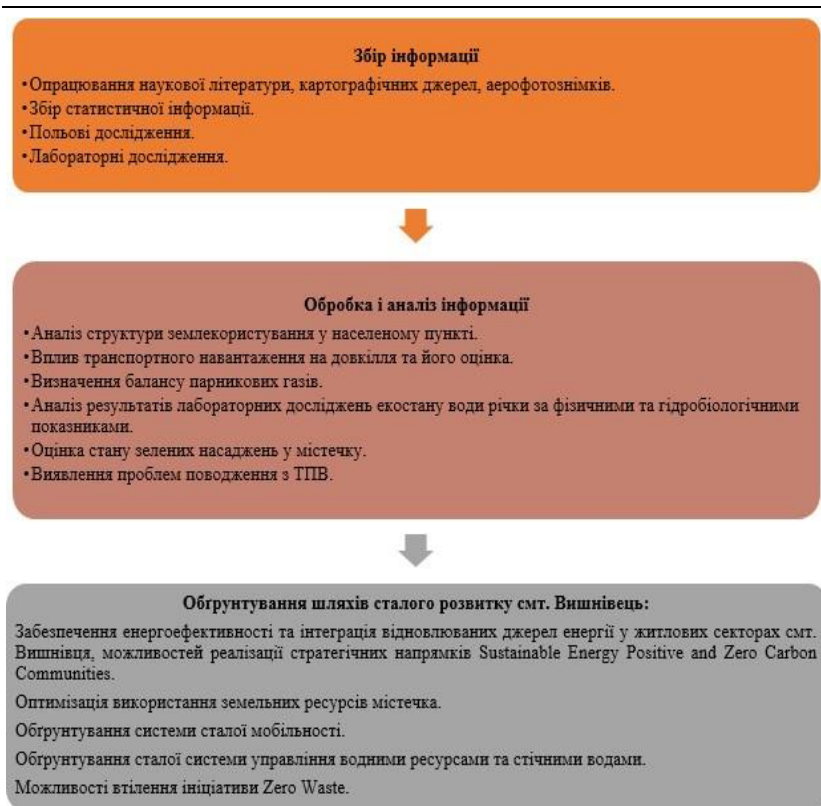 Збір інформації
•Опрацювання наукової літератури, картографічних джерел, аерофотознімків.
•Збір статистичної інформації.
•Польові дослідження.
•Лабораторні дослідження.
Обробка і аналіз інформації
•Аналіз структури землекористування у населеному пункті.
•Вплив транспортного навантаження на довкілля та його оцінка.
•Визначення балансу парникових газів.
•Аналіз результатів лабораторних досліджень екостану води річки за фізичними та гідробіологічними
показниками.
•Оцінка стану зелених насаджень у містечку.
•Виявлення проблем поводження з ТПВ.
Обґрунтування шляхів сталого розвитку смт. Вишнівець:
Забезпечення енергоефективності та інтеграція відновлюваних джерел енергії у житлових секторах смт.
Вишнівця, можливостей реалізації стратегічних напрямків Sustainable Energy Positive and Zero Carbon
Communities.
Оптимізація використання земельних ресурсів містечка.
Обґрунтування системи сталої мобільності.
Обґрунтування сталої системи управління водними ресурсами та стічними водами.
Можливості втілення ініціативи Zero Waste.